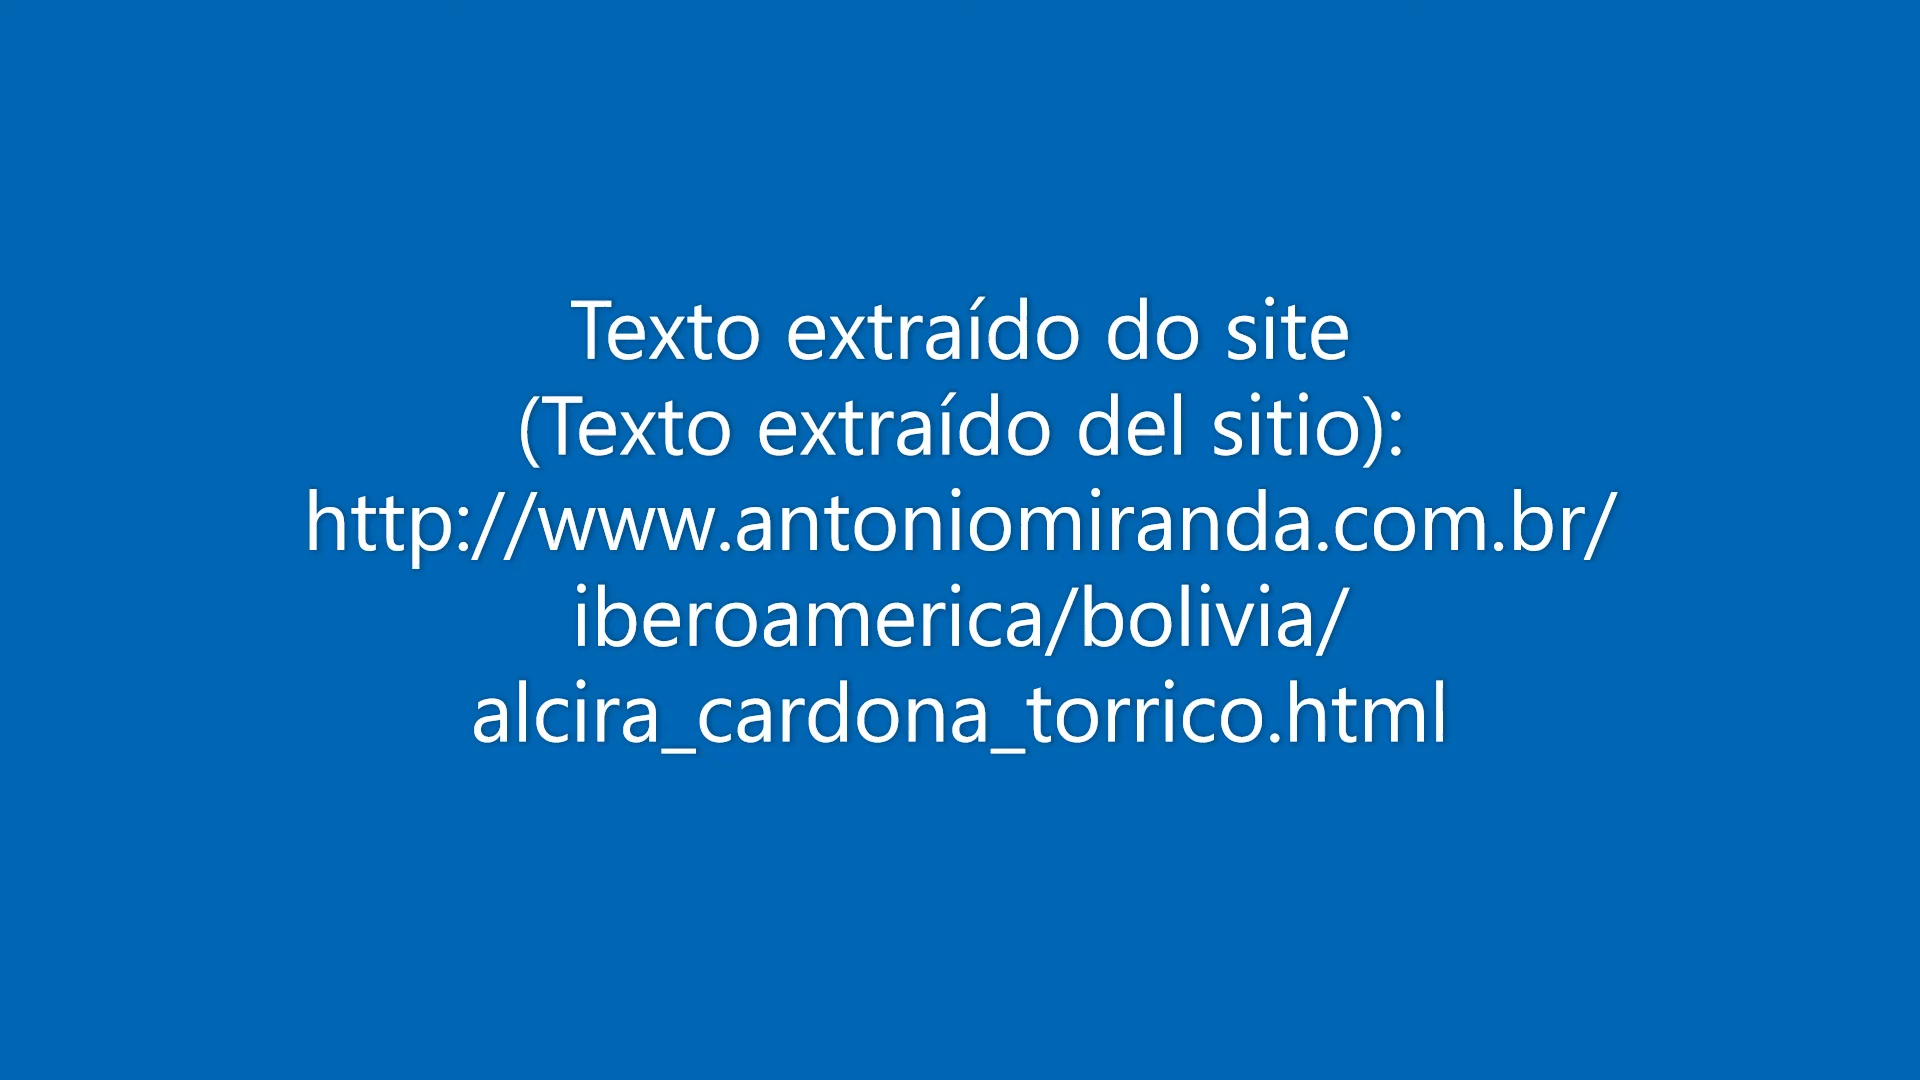 Texto extraído do site
(Texto extraído del sitio):
http://www.antoniomiranda.com.br/
iberoamerica/bolivia/
alcira_cardona_torrico.html